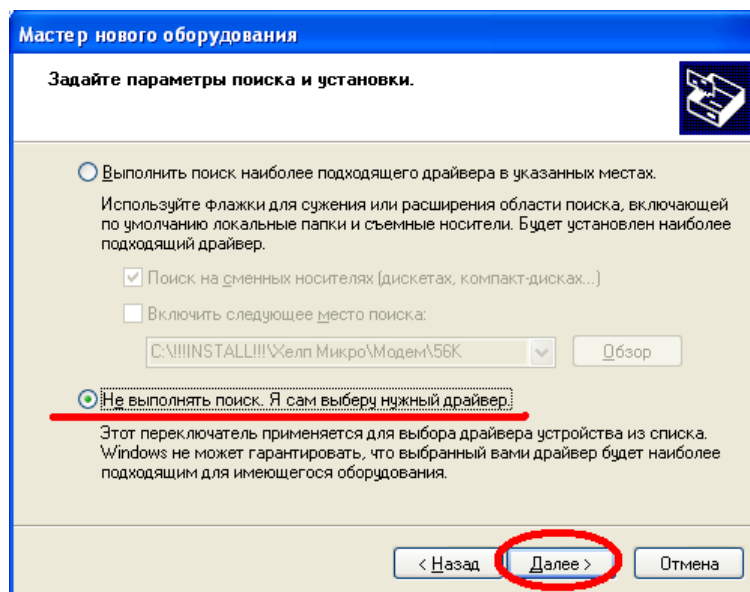 Мастер нового оборудования
Задайте параметры поиска и установки.
Выполнить поиск наиболее подходящего драйвера в указанных местах.
Используйте флажки для сужения или расширения области поиска, включающей
по умолчанию локальные папки и съемные носители. Будет установлен наиболее
подходящий драйвер.
Поиск на сменных носителях (дискетах, компакт-дисках...)
Включить следующее место поиска:
C:\!!!INSTALL!!!\Хелп Микро\Модем\56K
Обзор
Не выполнять поиск. Я сам выберу нужный драйвер.
Этот переключатель применяется для выбора драйвера устройства из списка.
Windows не может гарантировать, что выбранный вами драйвер будет наиболее
подходящим для имеющегося оборудования.
< Назад Далее > Отмена